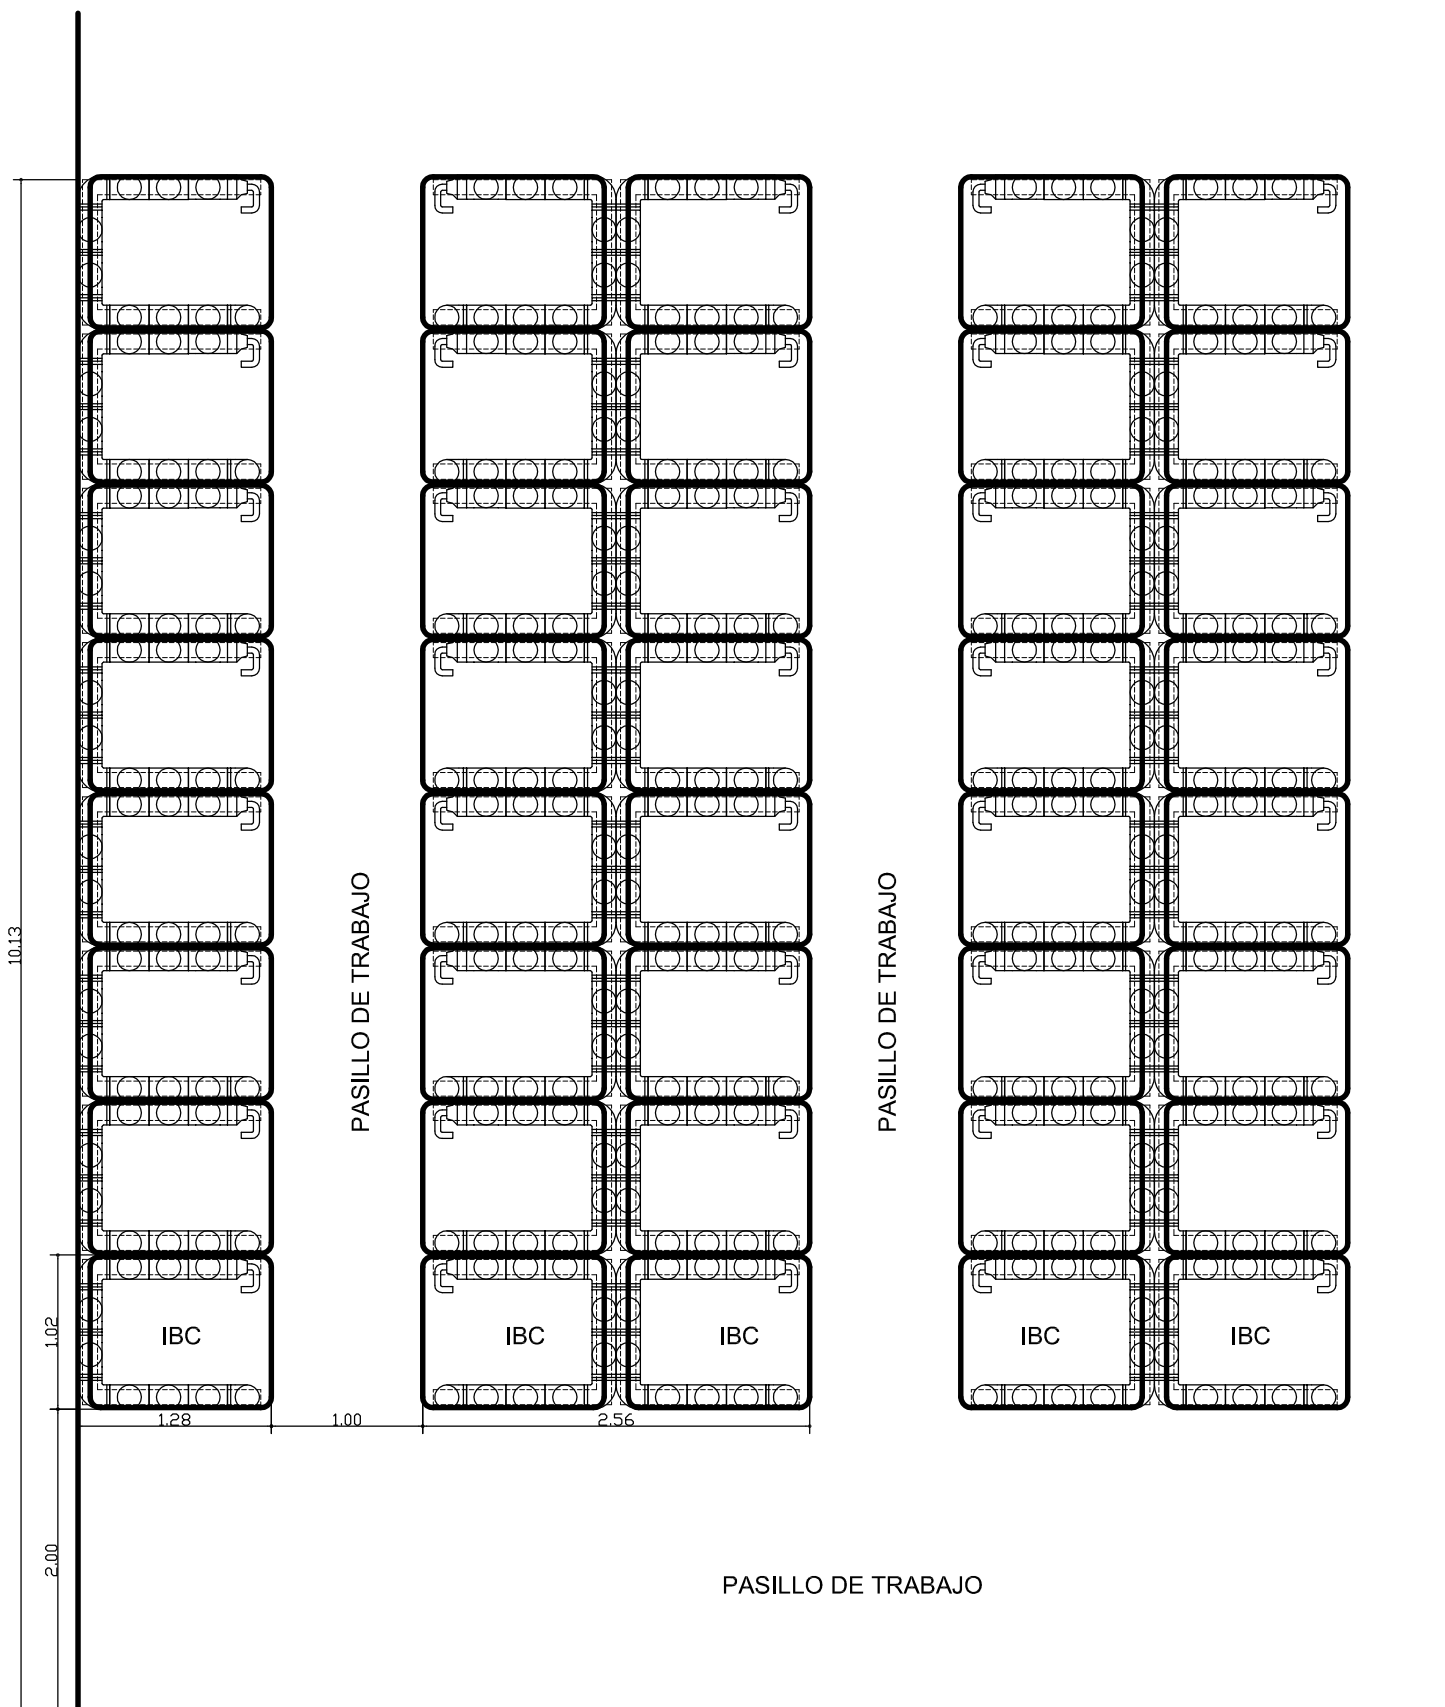 10.13
PASILLO DE TRABAJO
PASILLO DE TRABAJO
1.02
IBC
IBC
IBC
IBC
IBC
1.28
1.00
2.56
2.00
PASILLO DE TRABAJO